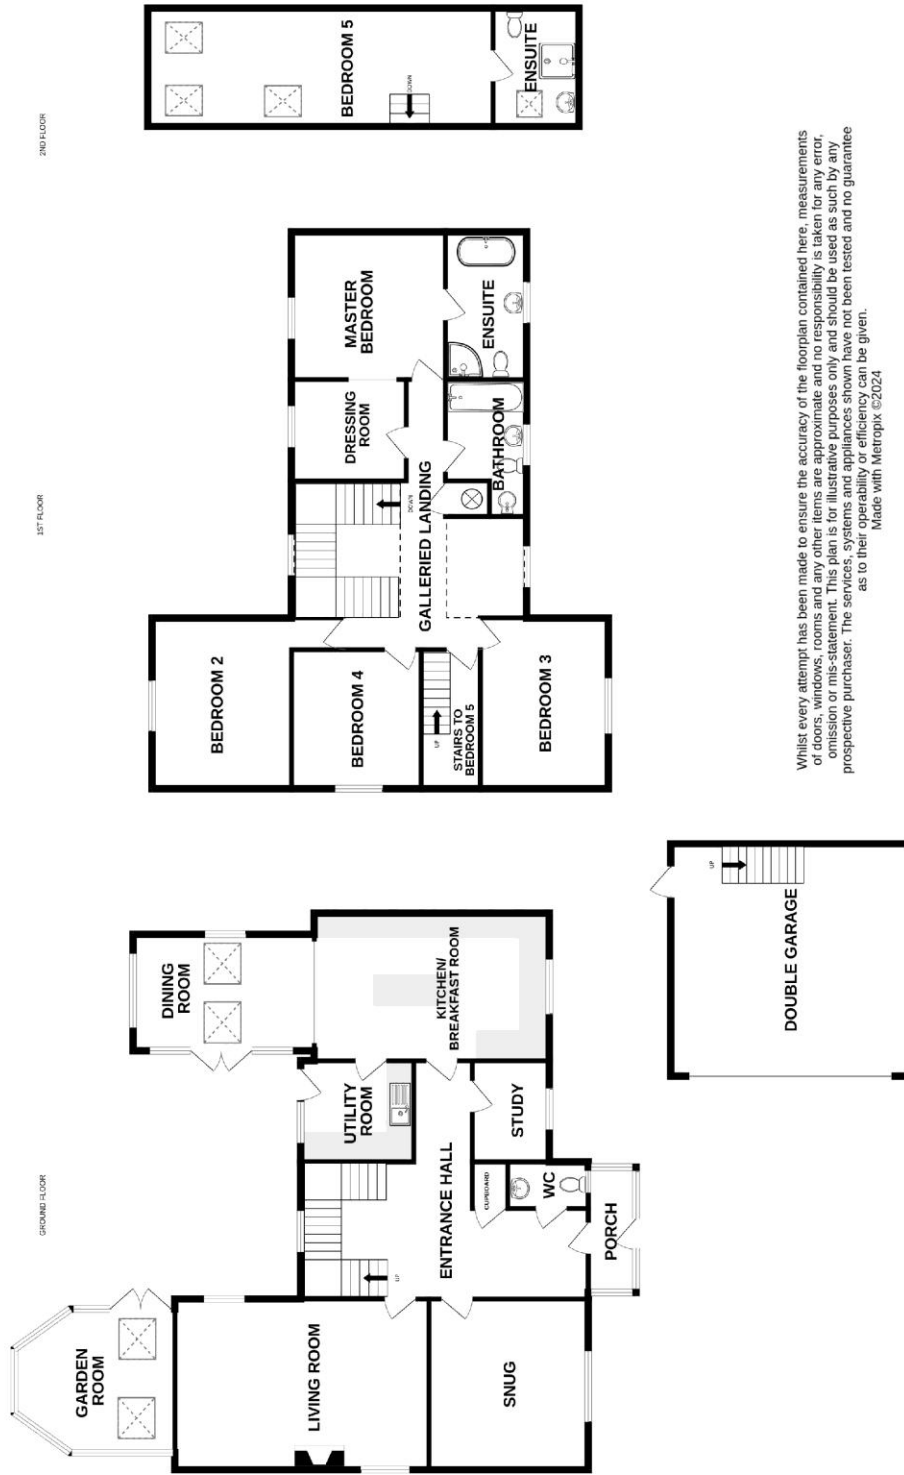 GROUND FLOOR
GARDEN
ROOM
LIVING ROOM
SNUG
UP
ENTRANCE HALL
CUPBOARD
WC
PORCH
UTILITY
ROOM
STUDY
DINING
ROOM
KITCHEN/
BREAKFAST ROOM
DOUBLE GARAGE
UP
1ST FLOOR
BEDROOM 2
BEDROOM 4
UP
STAIRS TO
BEDROOM 5
BEDROOM 3
GALLERIED LANDING
DOWN
DRESSING
ROOM
BATHROOM
MASTER
BEDROOM
ENSUITE
2ND FLOOR
BEDROOM 5
DOWN
ENSUITE
Whilst every attempt has been made to ensure the accuracy of the floorplan contained here, measurements
of doors, windows, rooms and any other items are approximate and no responsibility is taken for any error,
omission or mis-statement. This plan is for illustrative purposes only and should be used as such by any
prospective purchaser. The services, systems and appliances shown have not been tested and no guarantee
as to their operability or efficiency can be given.
Made with Metropix ©2024